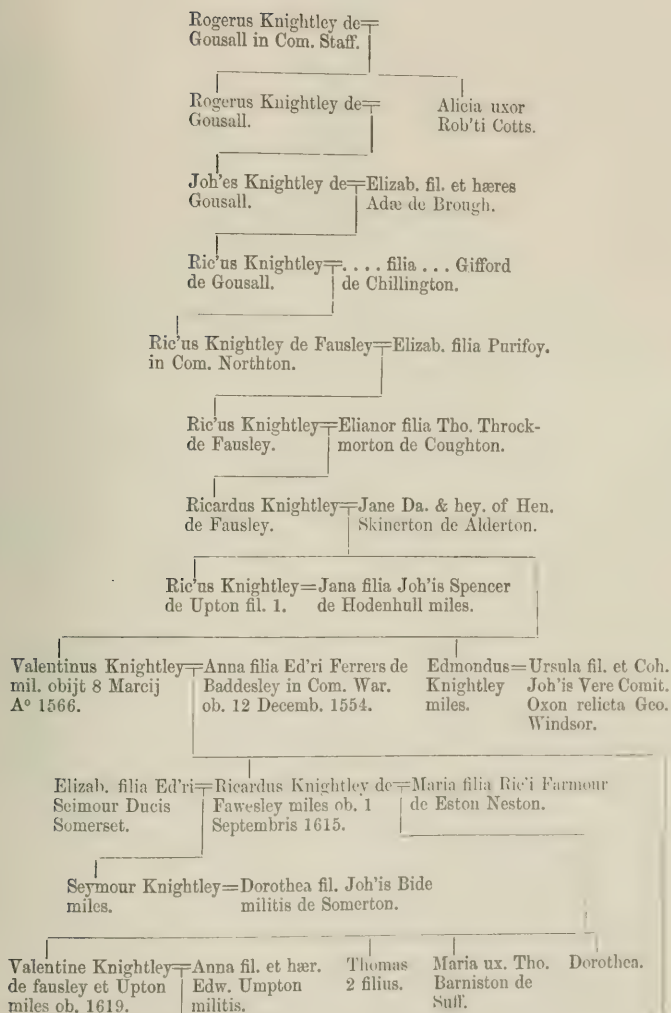 Rogerus Knightley de
Gousall in Com. Staff.
Rogerus Knightley de
Gousall.
Alicia uxor
Rob'ti Cotts.
Joh'es Knightley de
Gousall.
Elizab. fil. et hæres
Adæ de Brough.
Ric'us Knightley
de Gousall.
. . . . filia . . . Gifford
de Chillington.
Ric'us Knightley de Fausley
in Com. Northton.
Elizab. filia Purifoy.
Ric'us Knightley
de Fausley.
Elianor filia Tho. Throck-
morton de Coughton.
Ricardus Knightley
de Fausley.
Jane Da. & hey. of Hen.
Skinerton de Alderton.
Ric'us Knightley
de Upton fil. 1.
Jana filia Joh'is Spencer
de Hodenhull miles.
Valentinus Knightley
mil. obijt 8 Marcij
Aº 1566.
Anna filia Ed'ri Ferrers de
Baddesley in Com. War.
ob. 12 Decemb. 1554.
Edmondus
Knightley
miles.
Ursula fil. et Coh.
Joh'is Vere Comit.
Oxon relicta Geo.
Windsor.
Elizab. filia Ed'ri
Seimour Ducis
Somerset.
Ricardus Knightley de
Fawesley miles ob. 1
Septembris 1615.
Maria filia Ric'i Farmour
de Eston Neston.
Seymour Knightley
miles.
Dorothea fil. Joh'is Bide
militis de Somerton.
Valentine Knightley
de fausley et Upton
miles ob. 1619.
Anna fil. et hær.
Edw. Umpton
militis.
Thomas
2 filius.
Maria ux. Tho.
Barniston de
Suff.
Dorothea.